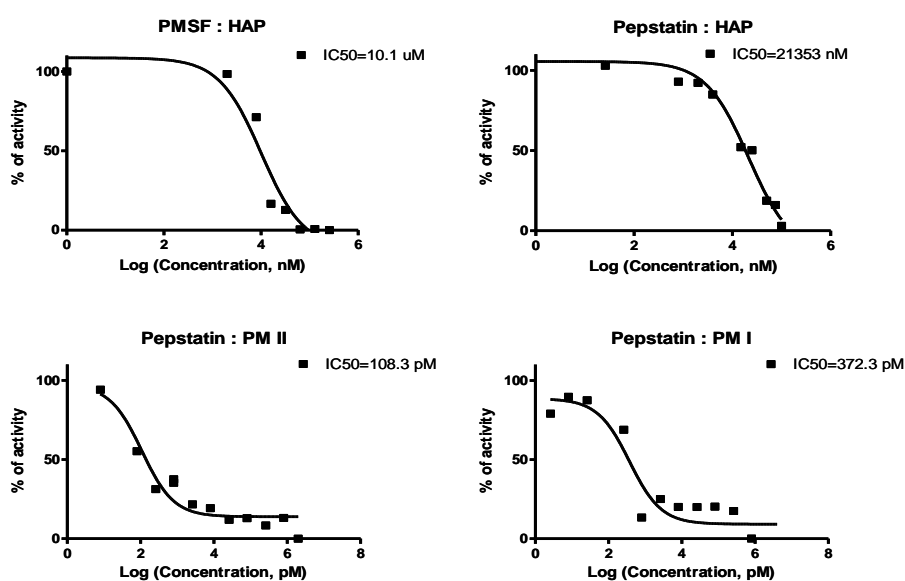 PMSF : HAP
IC50=10.1 uM
% of activity
100
50
0
0 2 4 6
Log (Concentration, nM)
Pepstatin : HAP
IC50=21353 nM
% of activity
100
50
0
0 2 4 6
Log (Concentration, nM)
Pepstatin : PM II
IC50=108.3 pM
% of activity
100
50
0
0 2 4 6 8
Log (Concentration, pM)
Pepstatin : PM I
IC50=372.3 pM
% of activity
100
50
0
0 2 4 6 8
Log (Concentration, pM)